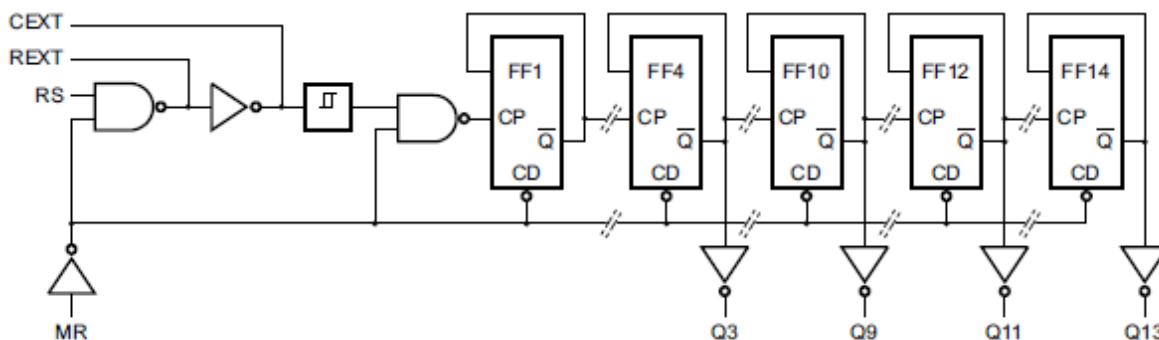 CEXT
REXT
RS
FF1
FF4
FF10
FF12
FF14
CP
CP
CP
CP
CP
Q
Q
Q
Q
Q
CD
CD
CD
CD
CD
MR
Q3
Q9
Q11
Q13